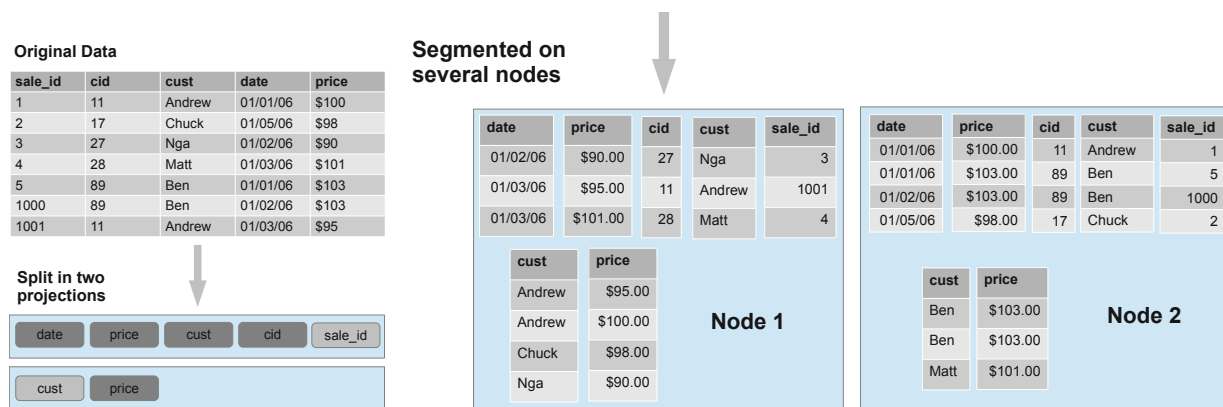 Original Data
sale_id cid cust date price
1 11 Andrew 01/01/06 $100
2 17 Chuck 01/05/06 $98
3 27 Nga 01/02/06 $90
4 28 Matt 01/03/06 $101
5 89 Ben 01/01/06 $103
1000 89 Ben 01/02/06 $103
1001 11 Andrew 01/03/06 $95
Split in two
projections
date price cust cid sale_id
cust price
Segmented on
several nodes
date price cid cust sale_id
01/02/06 $90.00 27 Nga 3
01/03/06 $95.00 11 Andrew 1001
01/03/06 $101.00 28 Matt 4
cust price
Andrew $95.00
Andrew $100.00
Chuck $98.00
Nga $90.00
Node 1
date price cid cust sale_id
01/01/06 $100.00 11 Andrew 1
01/01/06 $103.00 89 Ben 5
01/02/06 $103.00 89 Ben 1000
01/05/06 $98.00 17 Chuck 2
cust price
Ben $103.00
Ben $103.00
Matt $101.00
Node 2